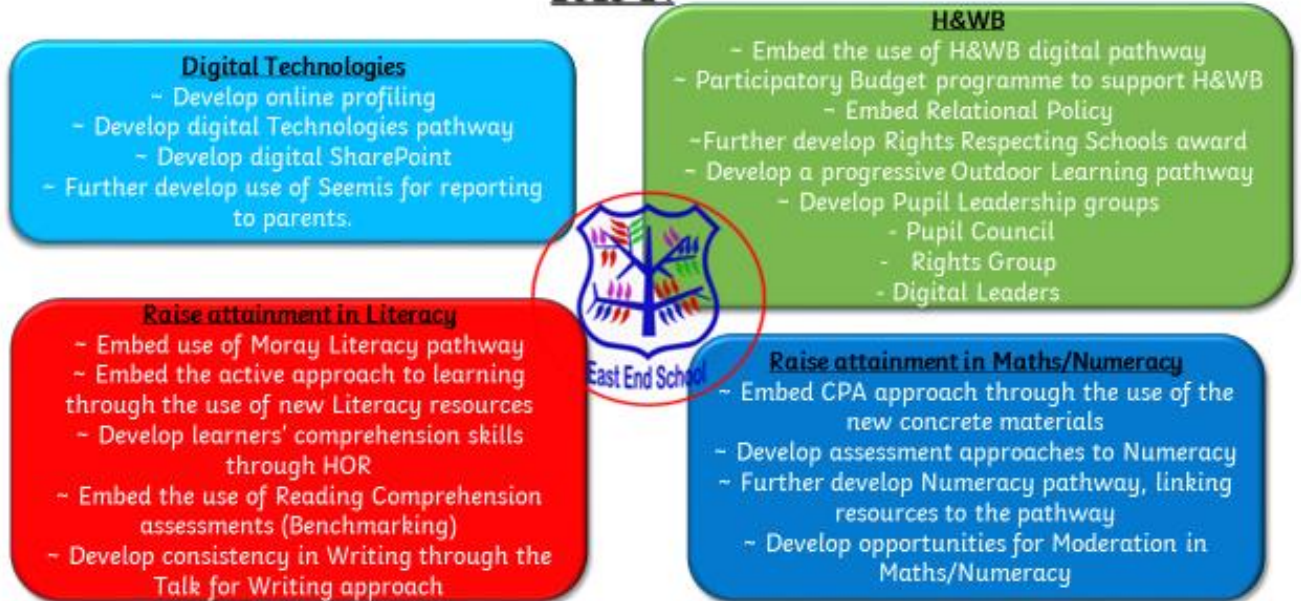 Digital Technologies
~ Develop online profiling
~ Develop digital Technologies pathway
~ Develop digital SharePoint
~ Further develop use of Seemis for reporting
to parents.
H&WB
~ Embed the use of H&WB digital pathway
~ Participatory Budget programme to support H&WB
~ Embed Relational Policy
~Further develop Rights Respecting Schools award
~ Develop a progressive Outdoor Learning pathway
~ Develop Pupil Leadership groups
- Pupil Council
- Rights Group
- Digital Leaders
East End School
Raise attainment in Literacy
~ Embed use of Moray Literacy pathway
~ Embed the active approach to learning
through the use of new Literacy resources
~ Develop learners' comprehension skills
through HOR
~ Embed the use of Reading Comprehension
assessments (Benchmarking)
~ Develop consistency in Writing through the
Talk for Writing approach
Raise attainment in Maths/Numeracy
~ Embed CPA approach through the use of the
new concrete materials
~ Develop assessment approaches to Numeracy
~ Further develop Numeracy pathway, linking
resources to the pathway
~ Develop opportunities for Moderation in
Maths/Numeracy